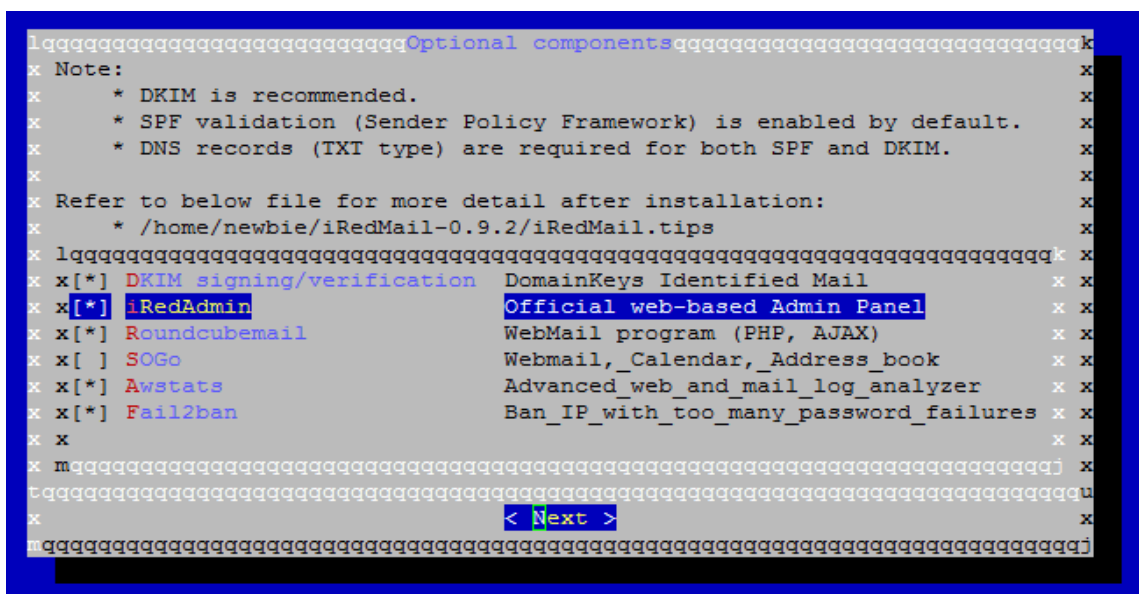 Optional components
Note:
* DKIM is recommended.
* SPF validation (Sender Policy Framework) is enabled by default.
* DNS records (TXT type) are required for both SPF and DKIM.
Refer to below file for more detail after installation:
* /home/newbie/iRedMail-0.9.2/iRedMail.tips
[*] DKIM signing/verification DomainKeys Identified Mail
[*] iRedAdmin Official web-based Admin Panel
[*] Roundcubemail WebMail program (PHP, AJAX)
[ ] SOGo Webmail,_Calendar,_Address_book
[*] Awstats Advanced_web_and_mail_log_analyzer
[*] Fail2ban Ban_IP_with_too_many_password_failures
< Next >